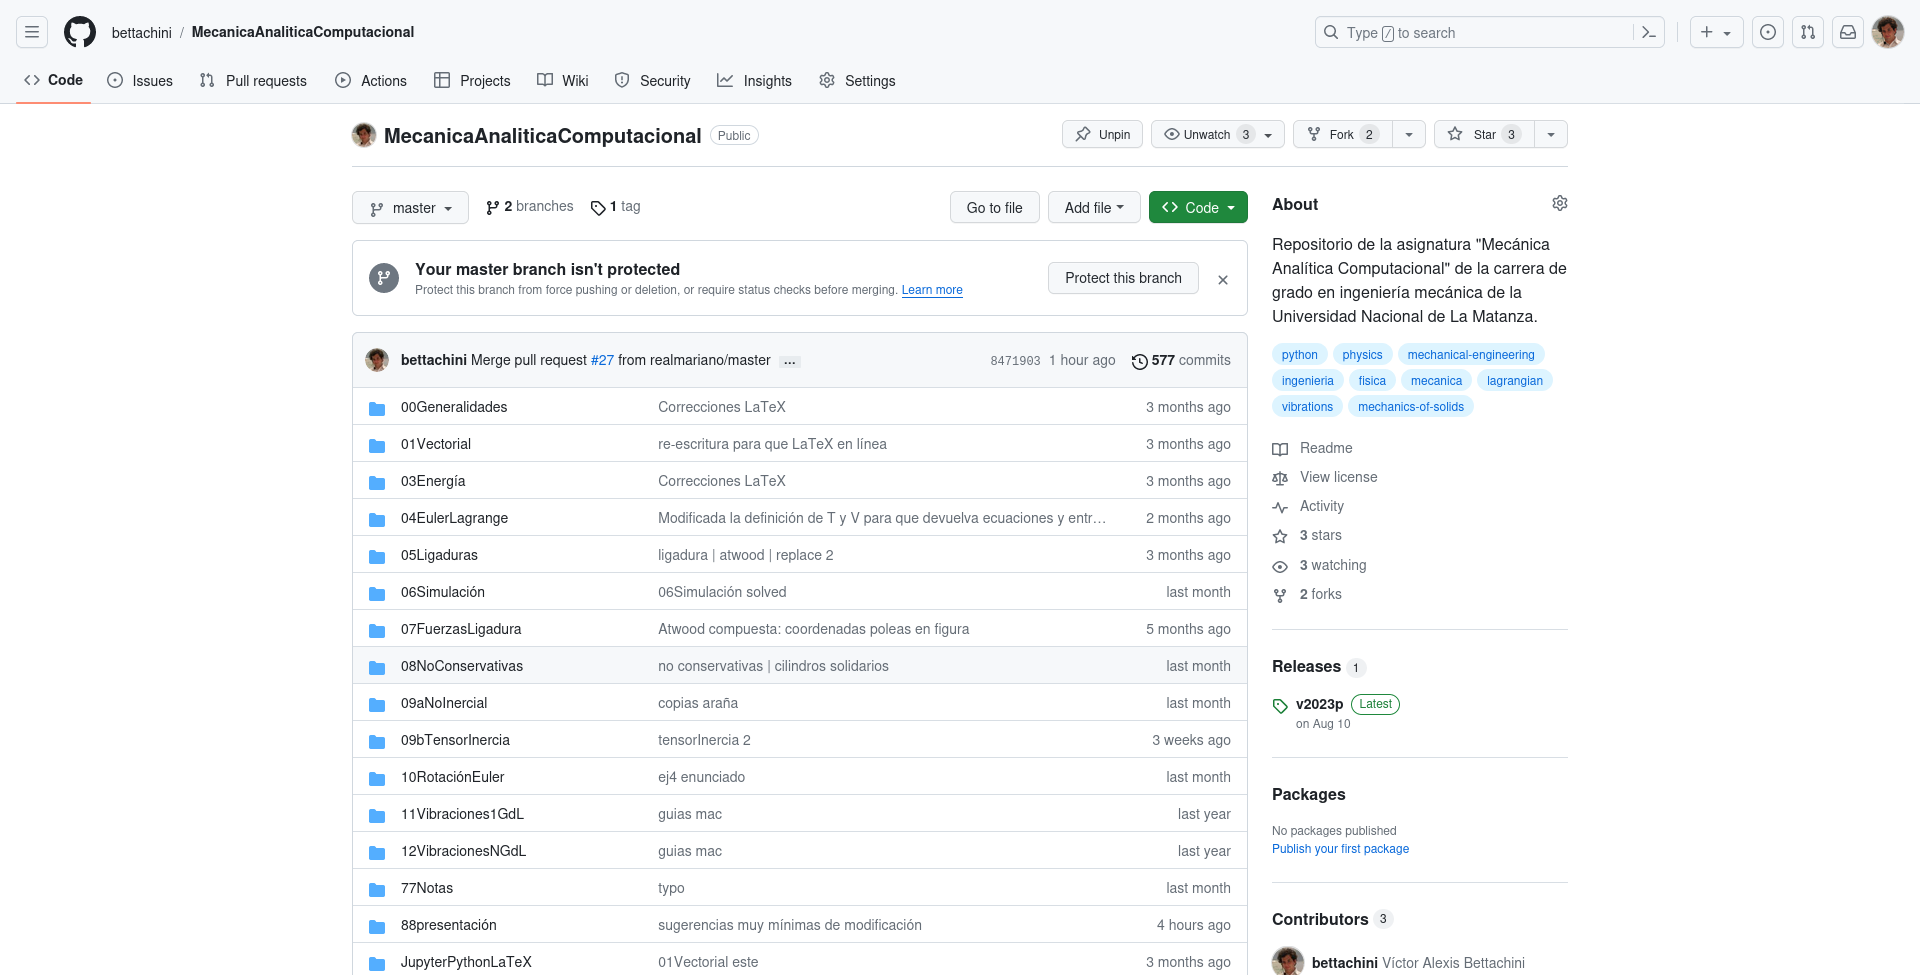 bettachini / MecanicaAnaliticaComputacional
Type / to search
Code Issues Pull requests Actions Projects Wiki Security Insights Settings
MecanicaAnaliticaComputacional Public
Unpin Unwatch 3 Fork 2 Star 3
master 2 branches 1 tag
Go to file Add file Code
Your master branch isn't protected
Protect this branch from force pushing or deletion, or require status checks before merging. Learn more
Protect this branch
bettachini Merge pull request #27 from realmariano/master ... 8471903 1 hour ago 577 commits
00Generalidades Correcciones LaTeX 3 months ago
01Vectorial re-escritura para que LaTeX en línea 3 months ago
03Energía Correcciones LaTeX 3 months ago
04EulerLagrange Modificada la definición de T y V para que devuelva ecuaciones y entr… 2 months ago
05Ligaduras ligadura | atwood | replace 2 3 months ago
06Simulación 06Simulación solved last month
07FuerzasLigadura Atwood compuesta: coordenadas poleas en figura 5 months ago
08NoConservativas no conservativas | cilindros solidarios last month
09aNoInercial copias araña last month
09bTensorInercia tensorInercia 2 3 weeks ago
10RotaciónEuler ej4 enunciado last month
11Vibraciones1GdL guias mac last year
12VibracionesNGdL guias mac last year
77Notas typo last month
88presentación sugerencias muy mínimas de modificación 4 hours ago
JupyterPythonLaTeX 01Vectorial este 3 months ago
About
Repositorio de la asignatura "Mecánica
Analítica Computacional" de la carrera de
grado en ingeniería mecánica de la
Universidad Nacional de La Matanza.
python physics mechanical-engineering
ingenieria fisica mecanica lagrangian
vibrations mechanics-of-solids
Readme
View license
Activity
3 stars
3 watching
2 forks
Releases 1
v2023p Latest
on Aug 10
Packages
No packages published
Publish your first package
Contributors 3
bettachini Víctor Alexis Bettachini